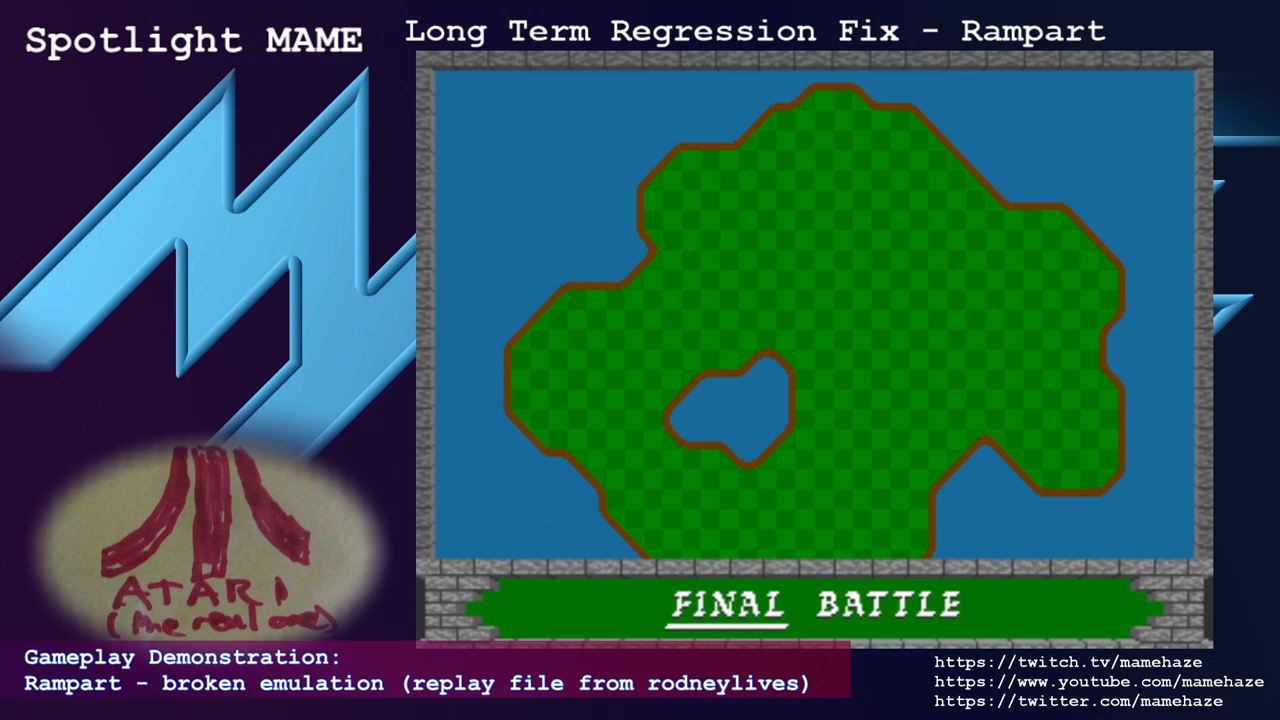 Spotlight MAME
Long Term Regression Fix - Rampart
FINAL BATTLE
ATARI
(the real one)
Gameplay Demonstration:
Rampart - broken emulation (replay file from rodneylives)
https://twitch.tv/mamehaze
https://www.youtube.com/mamehaze
https://twitter.com/mamehaze